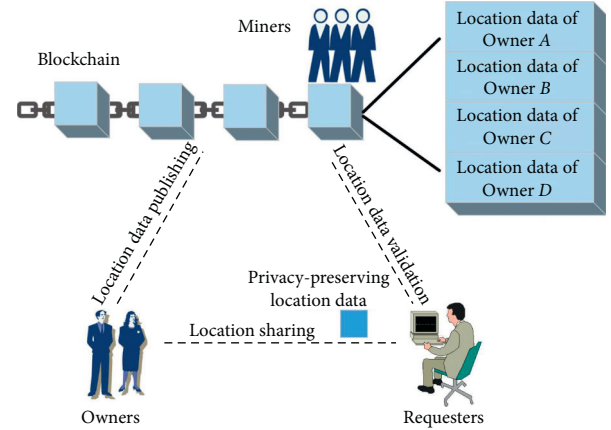 Miners
Blockchain
Location data of
Owner A
Location data of
Owner B
Location data of
Owner C
Location data of
Owner D
Location data publishing
Location data validation
Privacy-preserving
location data
Location sharing
Owners
Requesters